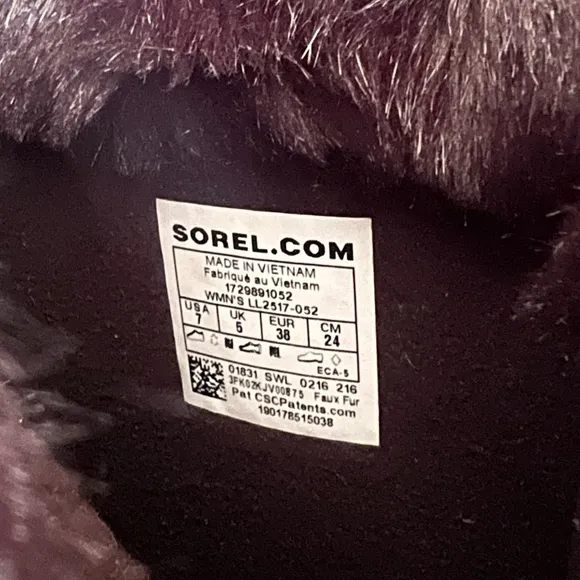 SOREL.COM
MADE IN VIETNAM
Fabriqué au Vietnam
1729891052
WMN'S LL2517-052
USA UK EUR CM
7 5 38 24
ECA-5
01831 SWL 0216 216
3FK02KJV00875 Faux Fur
Pat CSCPatents.com
190178515038